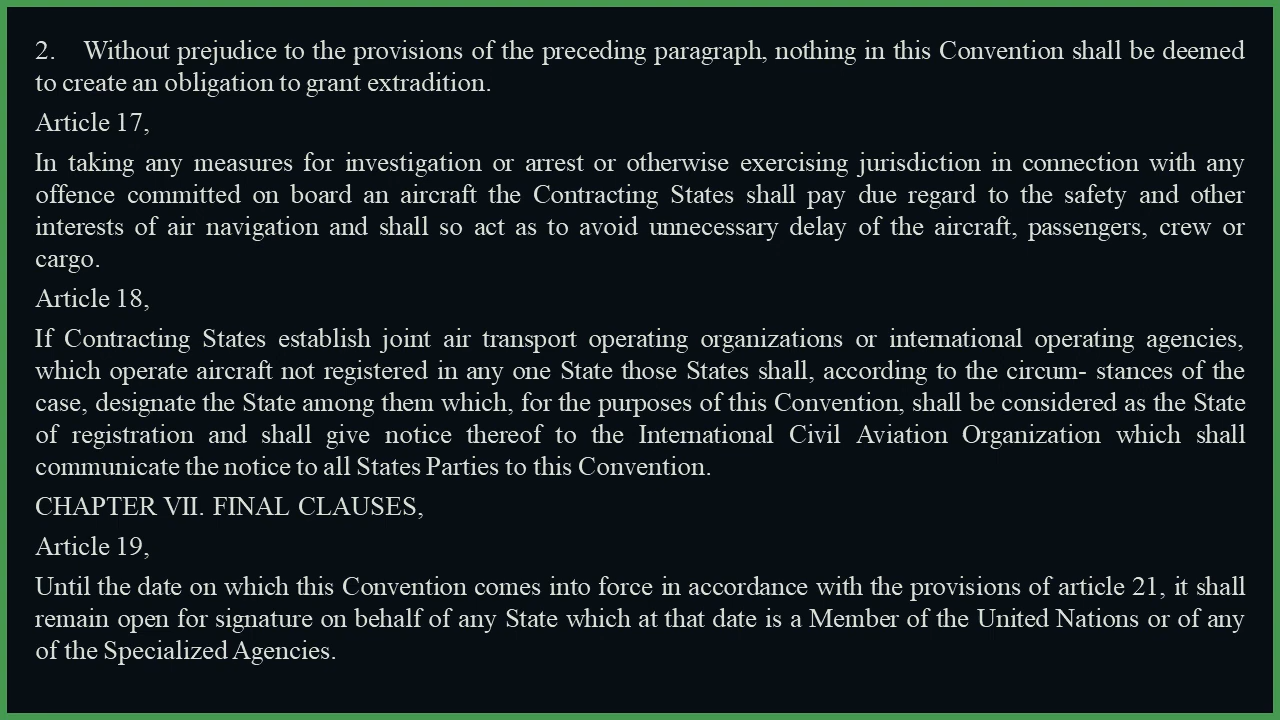 2. Without prejudice to the provisions of the preceding paragraph, nothing in this Convention shall be deemed
to create an obligation to grant extradition.
Article 17,
In taking any measures for investigation or arrest or otherwise exercising jurisdiction in connection with any
offence committed on board an aircraft the Contracting States shall pay due regard to the safety and other
interests of air navigation and shall so act as to avoid unnecessary delay of the aircraft, passengers, crew or
cargo.
Article 18,
If Contracting States establish joint air transport operating organizations or international operating agencies,
which operate aircraft not registered in any one State those States shall, according to the circum- stances of the
case, designate the State among them which, for the purposes of this Convention, shall be considered as the State
of registration and shall give notice thereof to the International Civil Aviation Organization which shall
communicate the notice to all States Parties to this Convention.
CHAPTER VII. FINAL CLAUSES,
Article 19,
Until the date on which this Convention comes into force in accordance with the provisions of article 21, it shall
remain open for signature on behalf of any State which at that date is a Member of the United Nations or of any
of the Specialized Agencies.